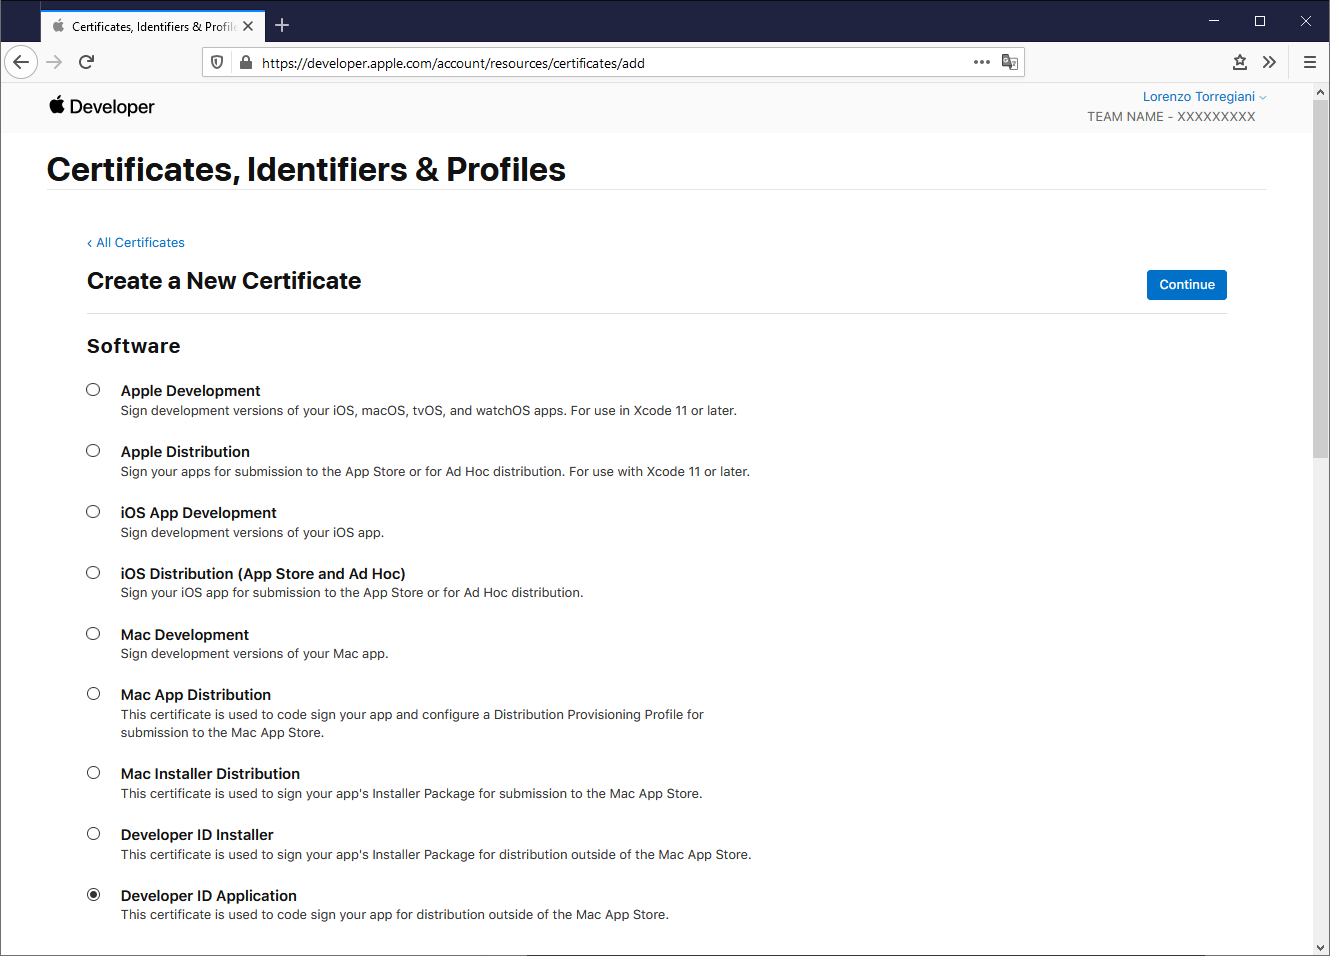 Certificates, Identifiers & Profile
https://developer.apple.com/account/resources/certificates/add
Developer
Lorenzo Torregiani
TEAM NAME - XXXXXXXXX
Certificates, Identifiers & Profiles
‹ All Certificates
Create a New Certificate
Continue
Software
Apple Development
Sign development versions of your iOS, macOS, tvOS, and watchOS apps. For use in Xcode 11 or later.
Apple Distribution
Sign your apps for submission to the App Store or for Ad Hoc distribution. For use with Xcode 11 or later.
iOS App Development
Sign development versions of your iOS app.
iOS Distribution (App Store and Ad Hoc)
Sign your iOS app for submission to the App Store or for Ad Hoc distribution.
Mac Development
Sign development versions of your Mac app.
Mac App Distribution
This certificate is used to code sign your app and configure a Distribution Provisioning Profile for
submission to the Mac App Store.
Mac Installer Distribution
This certificate is used to sign your app's Installer Package for submission to the Mac App Store.
Developer ID Installer
This certificate is used to sign your app's Installer Package for distribution outside of the Mac App Store.
Developer ID Application
This certificate is used to code sign your app for distribution outside of the Mac App Store.